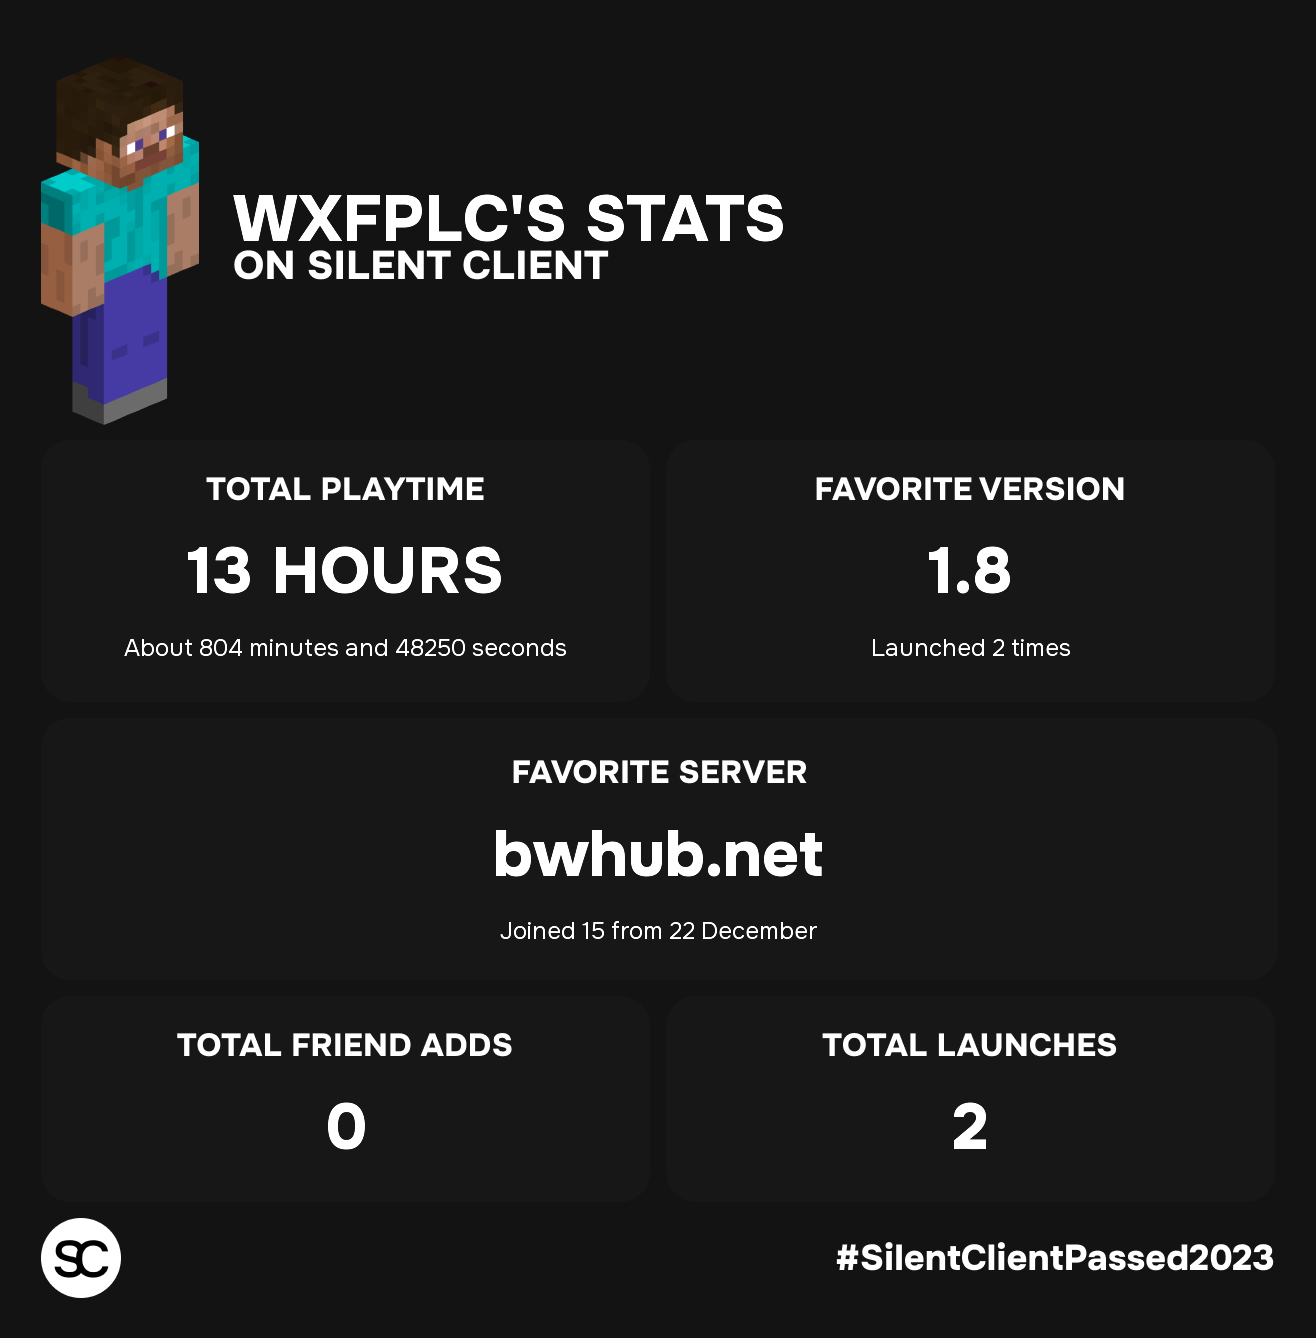 WXFPLC'S STATS
ON SILENT CLIENT
TOTAL PLAYTIME
13 HOURS
About 804 minutes and 48250 seconds
FAVORITE VERSION
1.8
Launched 2 times
FAVORITE SERVER
bwhub.net
Joined 15 from 22 December
TOTAL FRIEND ADDS
0
TOTAL LAUNCHES
2
SC
#SilentClientPassed2023